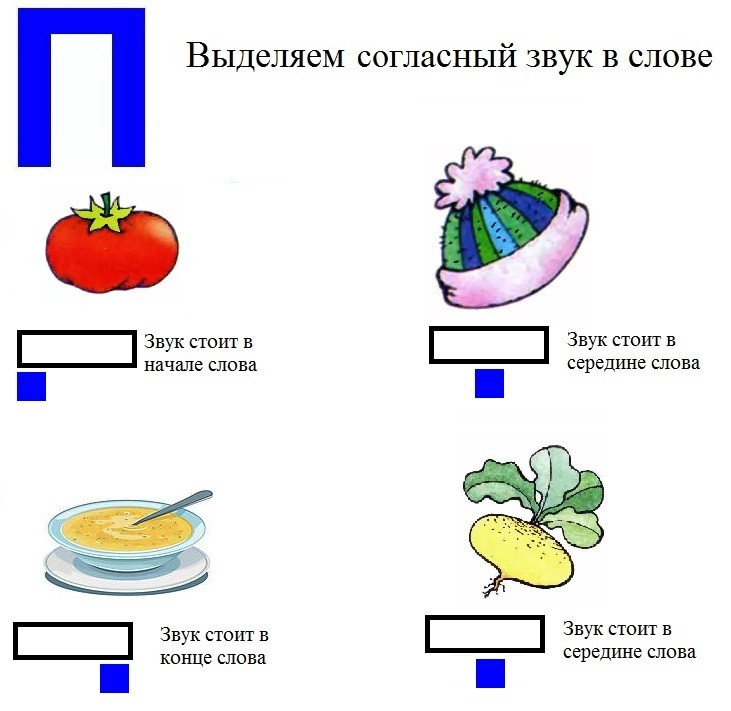 П
Выделяем согласный звук в слове
Звук стоит в
начале слова
Звук стоит в
середине слова
Звук стоит в
конце слова
Звук стоит в
середине слова